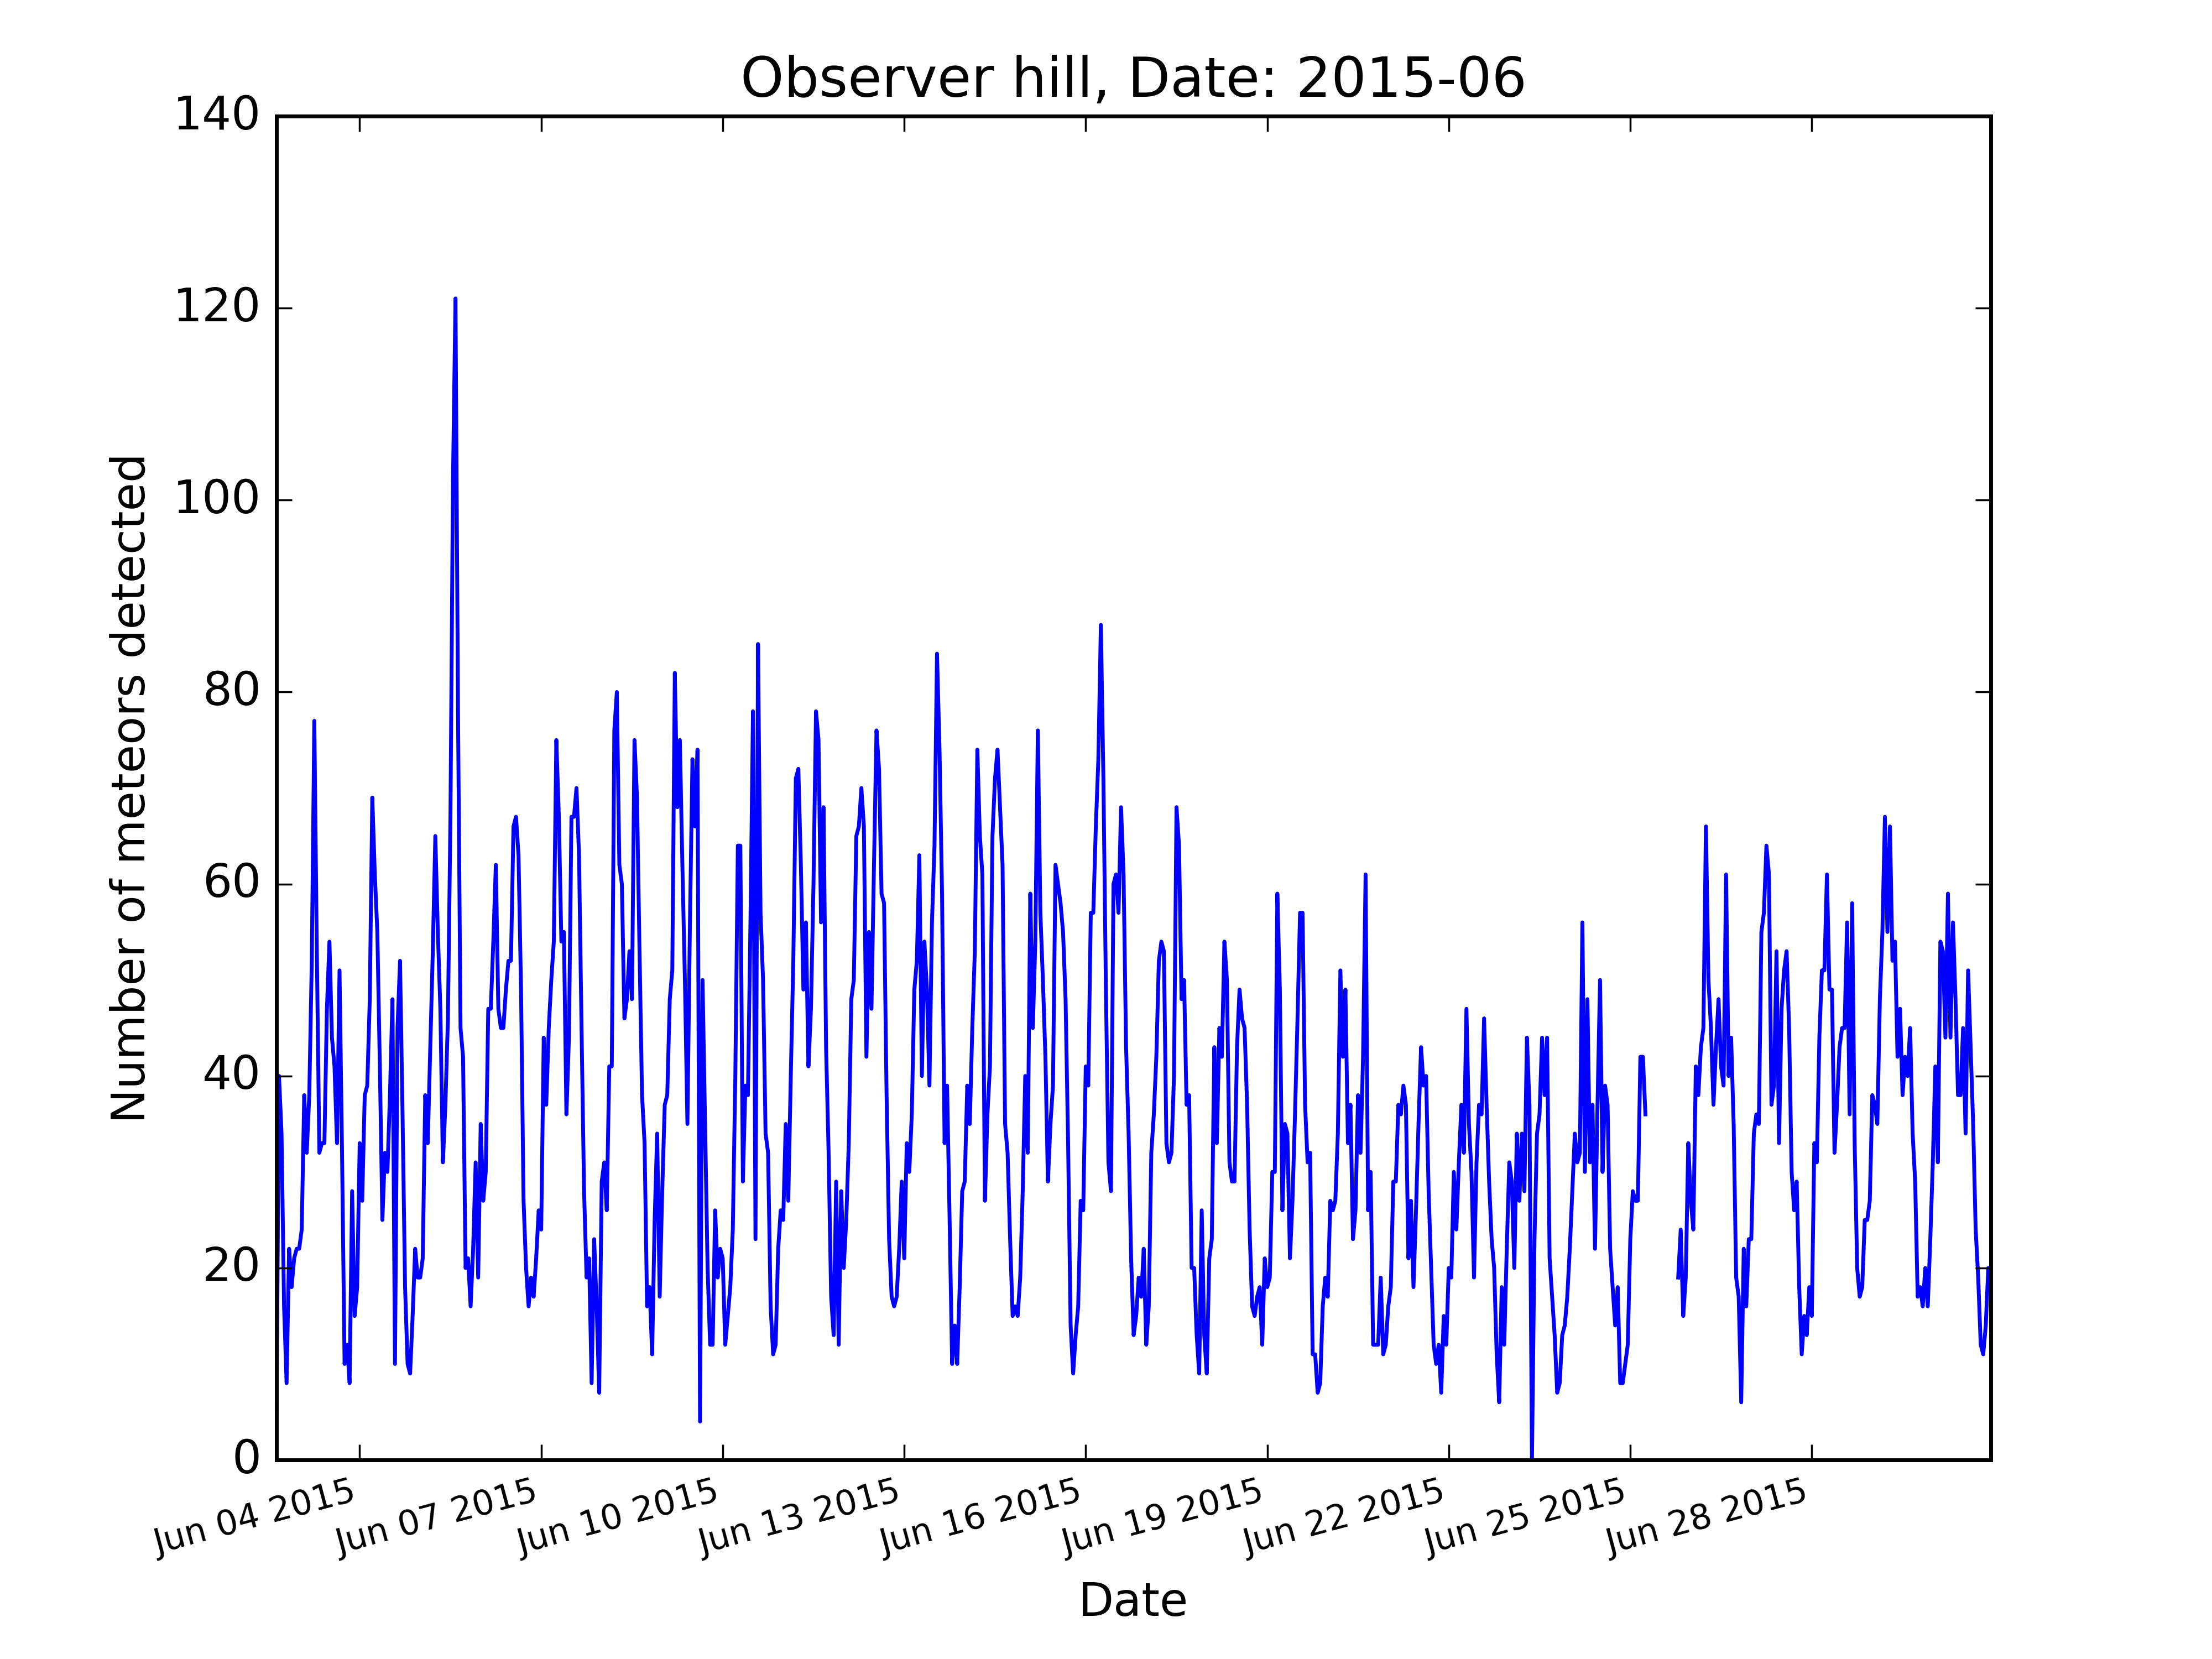 Observer hill, Date: 2015-06
140
120
100
80
60
40
20
0
Number of meteors detected
Jun 04 2015
Jun 07 2015
Jun 10 2015
Jun 13 2015
Jun 16 2015
Jun 19 2015
Jun 22 2015
Jun 25 2015
Jun 28 2015
Date